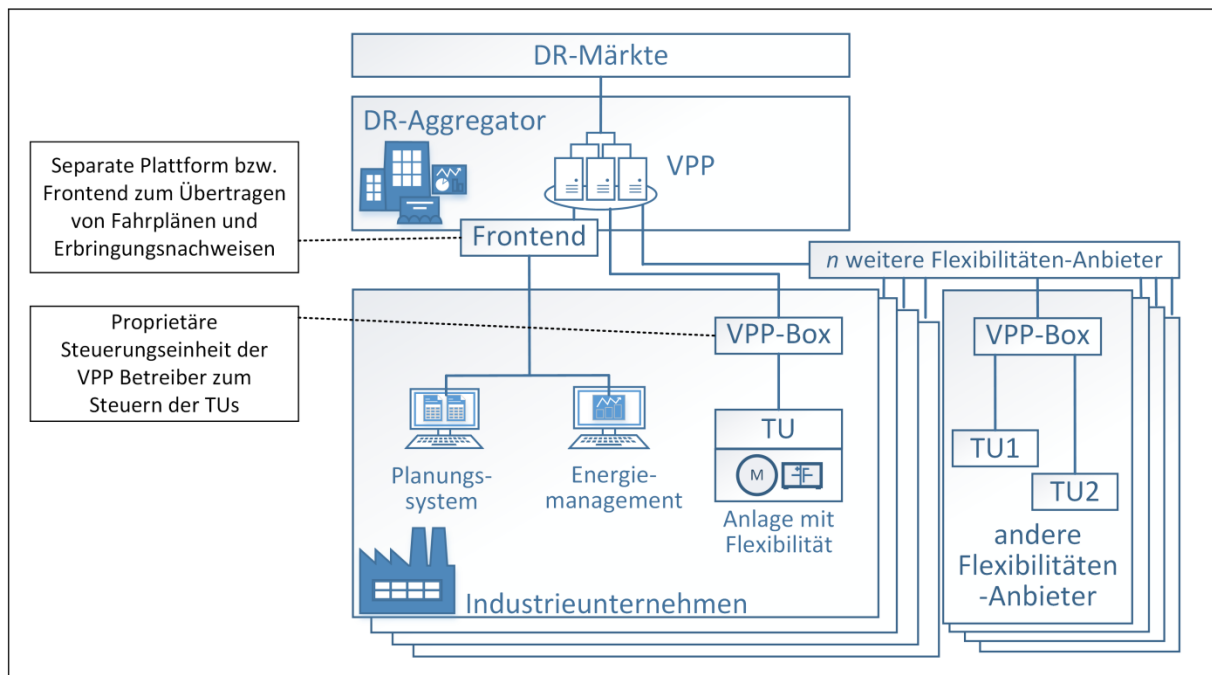 DR-Märkte
DR-Aggregator
VPP
Separate Plattform bzw.
Frontend zum Übertragen
von Fahrplänen und
Erbringungsnachweisen
Frontend
n weitere Flexibilitäten-Anbieter
Proprietäre
Steuerungseinheit der
VPP Betreiber zum
Steuern der TUs
VPP-Box
Planungs-
system
Energie-
management
TU
M
Anlage mit
Flexibilität
Industrieunternehmen
VPP-Box
TU1
TU2
andere
Flexibilitäten
-Anbieter